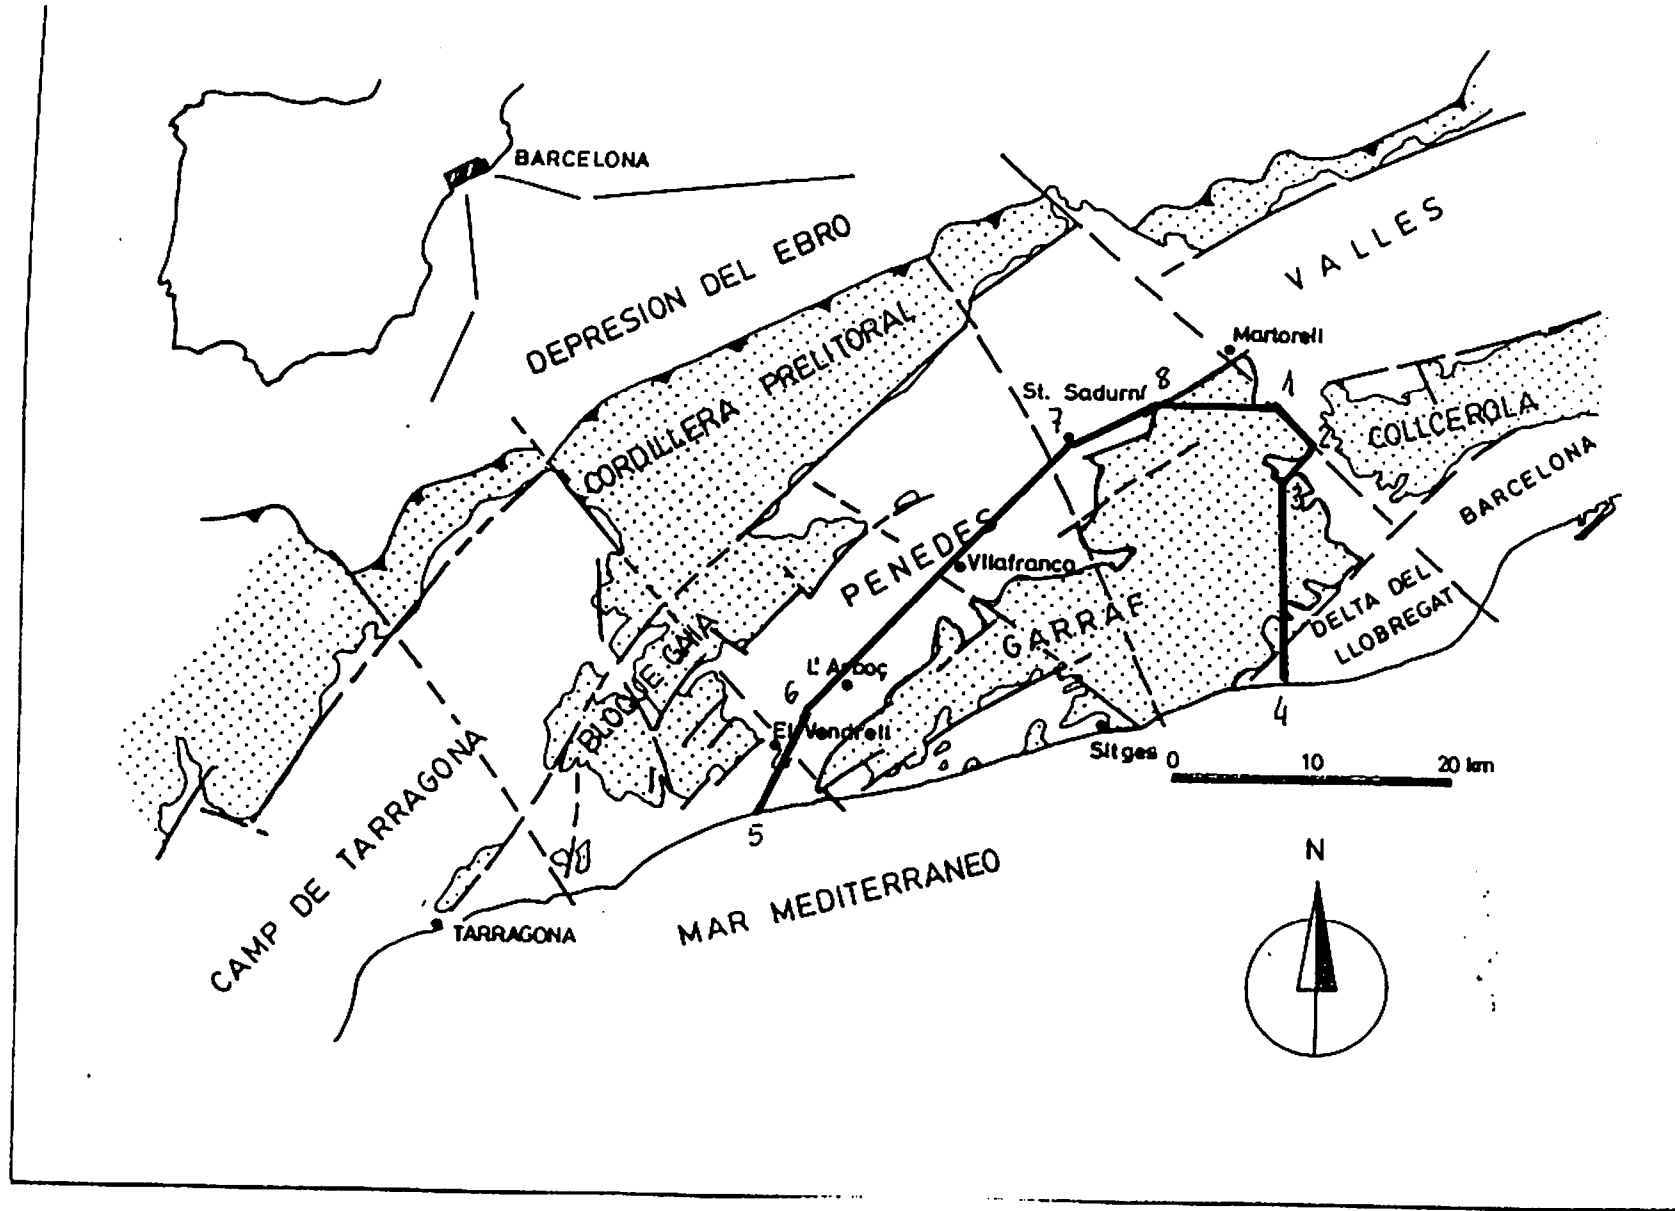 BARCELONA
DEPRESION DEL EBRO
VALLES
CORDILLERA PRELITORAL
Martorell
St. Sadurní
8
1
7
COLLCEROLA
BARCELONA
2
3
PENEDES
Vilafranca
GARRAF
DELTA DEL
LLOBREGAT
BLOQUE GAIA
L' Arboç
6
El Vendrell
4
Sitges
0 10 20 km
5
CAMP DE TARRAGONA
MAR MEDITERRANEO
N
TARRAGONA